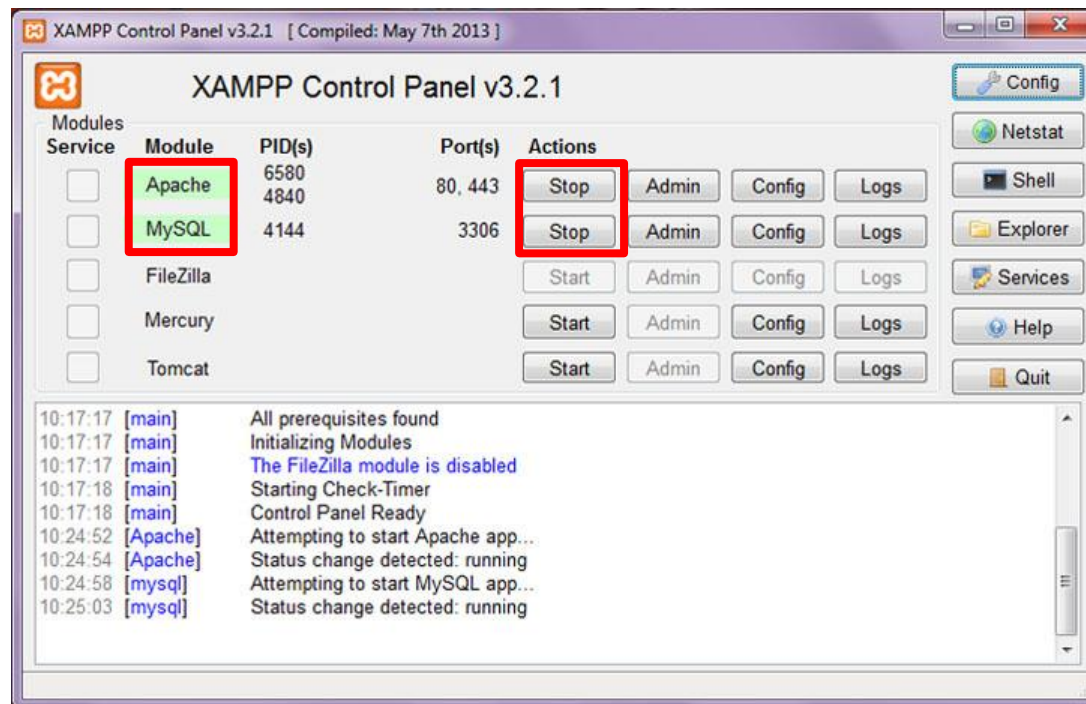 XAMPP Control Panel v3.2.1 [ Compiled: May 7th 2013 ]
XAMPP Control Panel v3.2.1
Config
Modules
Service Module PID(s) Port(s) Actions
Netstat
Apache 6580 4840 80, 443 Stop Admin Config Logs
Shell
MySQL 4144 3306 Stop Admin Config Logs
Explorer
FileZilla Start Admin Config Logs
Services
Mercury Start Admin Config Logs
Help
Tomcat Start Admin Config Logs
Quit
10:17:17 [main] All prerequisites found
10:17:17 [main] Initializing Modules
10:17:17 [main] The FileZilla module is disabled
10:17:18 [main] Starting Check-Timer
10:17:18 [main] Control Panel Ready
10:24:52 [Apache] Attempting to start Apache app...
10:24:54 [Apache] Status change detected: running
10:24:58 [mysql] Attempting to start MySQL app...
10:25:03 [mysql] Status change detected: running